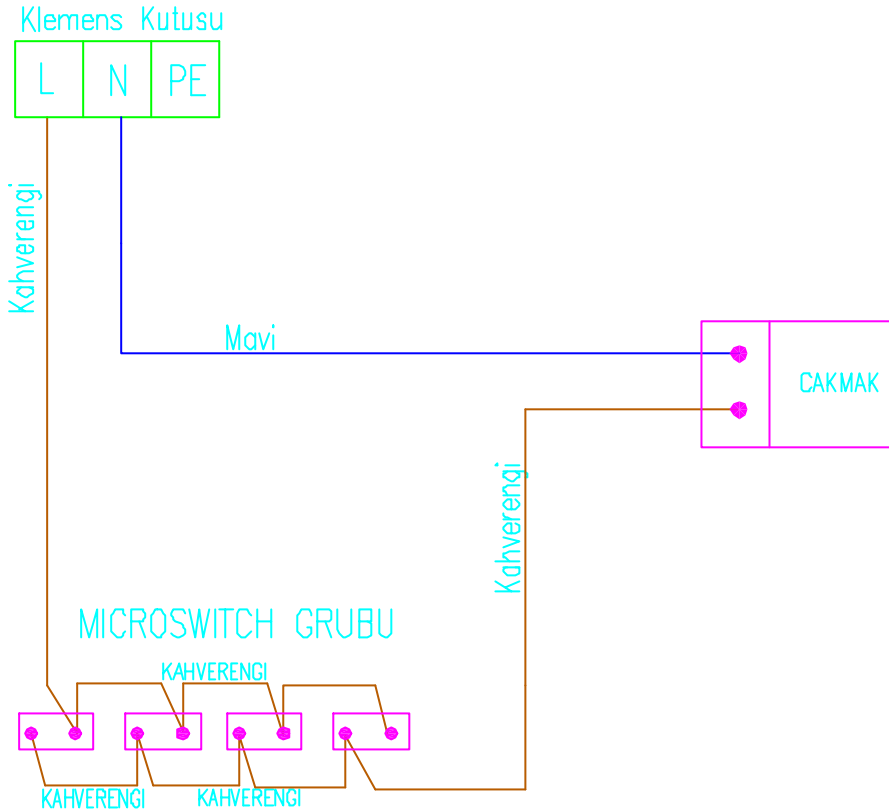 Klemens Kutusu
L N PE
Kahverengi
Mavi
CAKMAK
Kahverengi
MICROSWITCH GRUBU
KAHVERENGI
KAHVERENGI
KAHVERENGI